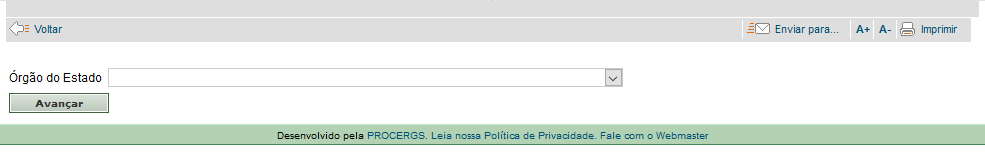 Voltar Enviar para... A+ A- Imprimir
Órgão do Estado
Avançar
Desenvolvido pela PROCERGS. Leia nossa Política de Privacidade. Fale com o Webmaster